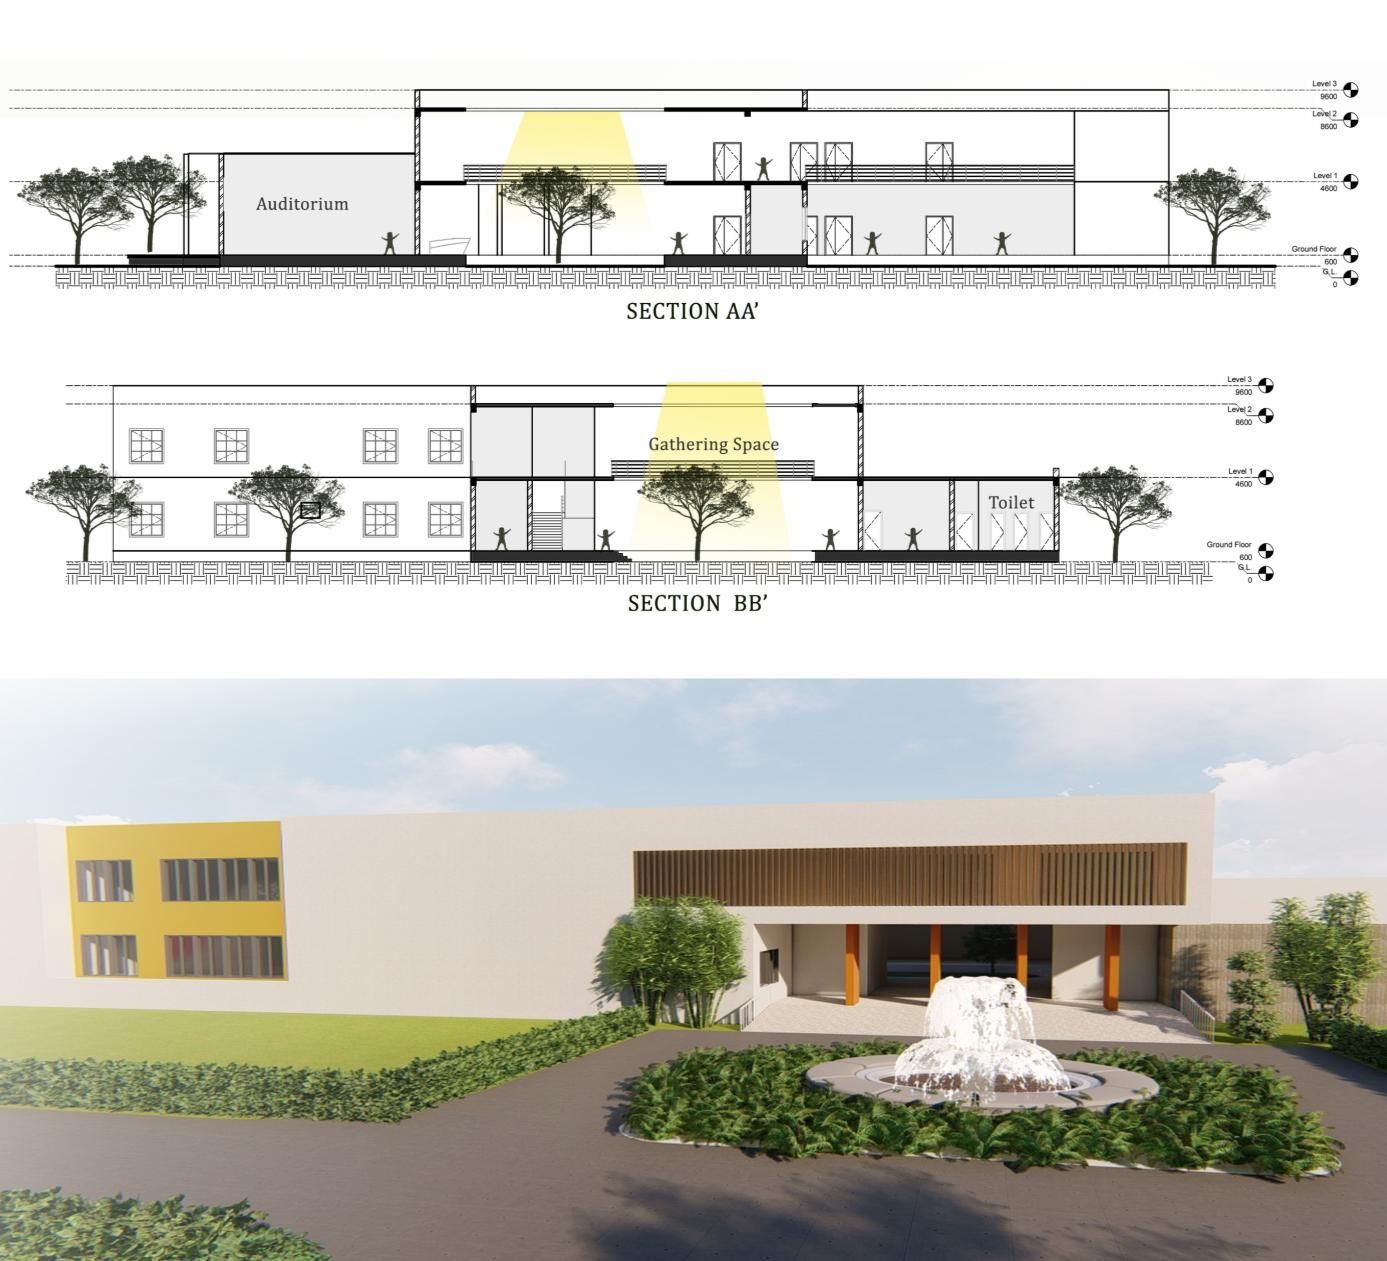 Level 3
9600
Level 2
8600
Auditorium
Level 1
4600
Ground Floor
600
G.L.
0
SECTION AA’
Level 3
9600
Level 2
8600
Gathering Space
Level 1
4600
Toilet
Ground Floor
600
G.L.
0
SECTION BB’